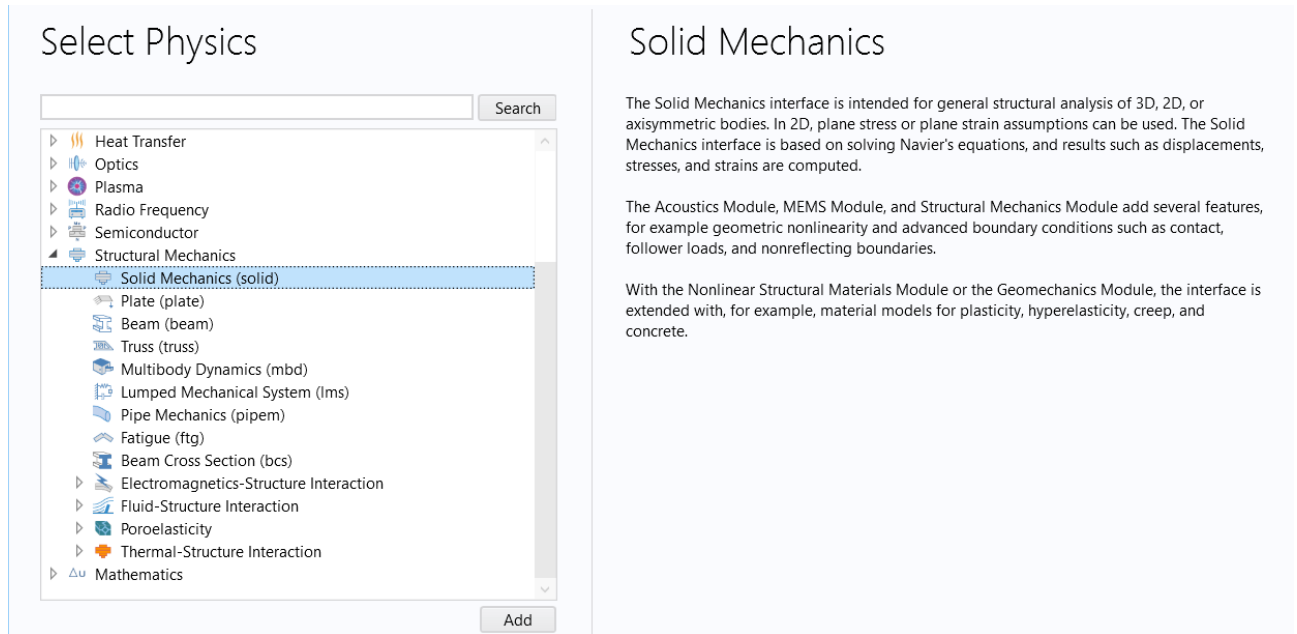 Select Physics
Search
Heat Transfer
Optics
Plasma
Radio Frequency
Semiconductor
Structural Mechanics
Solid Mechanics (solid)
Plate (plate)
Beam (beam)
Truss (truss)
Multibody Dynamics (mbd)
Lumped Mechanical System (lms)
Pipe Mechanics (pipem)
Fatigue (ftg)
Beam Cross Section (bcs)
Electromagnetics-Structure Interaction
Fluid-Structure Interaction
Poroelasticity
Thermal-Structure Interaction
Δu Mathematics
Add
Solid Mechanics
The Solid Mechanics interface is intended for general structural analysis of 3D, 2D, or
axisymmetric bodies. In 2D, plane stress or plane strain assumptions can be used. The Solid
Mechanics interface is based on solving Navier's equations, and results such as displacements,
stresses, and strains are computed.
The Acoustics Module, MEMS Module, and Structural Mechanics Module add several features,
for example geometric nonlinearity and advanced boundary conditions such as contact,
follower loads, and nonreflecting boundaries.
With the Nonlinear Structural Materials Module or the Geomechanics Module, the interface is
extended with, for example, material models for plasticity, hyperelasticity, creep, and
concrete.